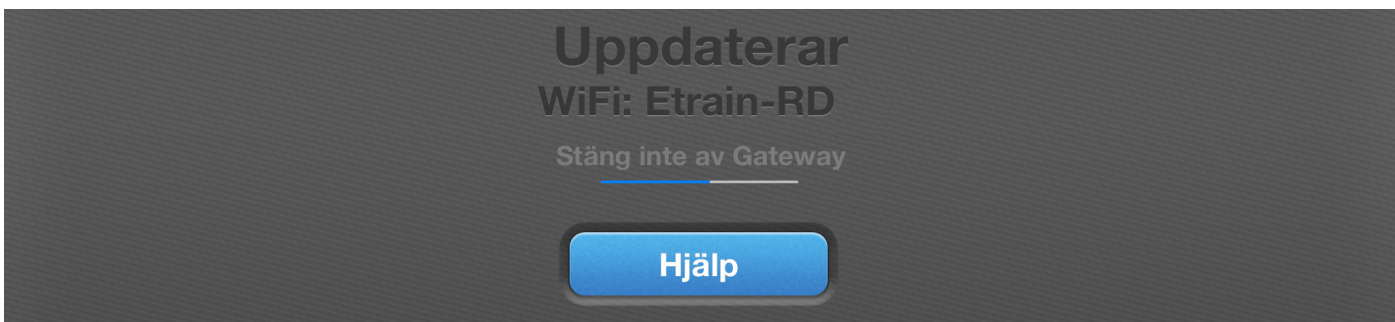 Uppdaterar
WiFi: Etrain-RD
Stäng inte av Gateway
Hjälp